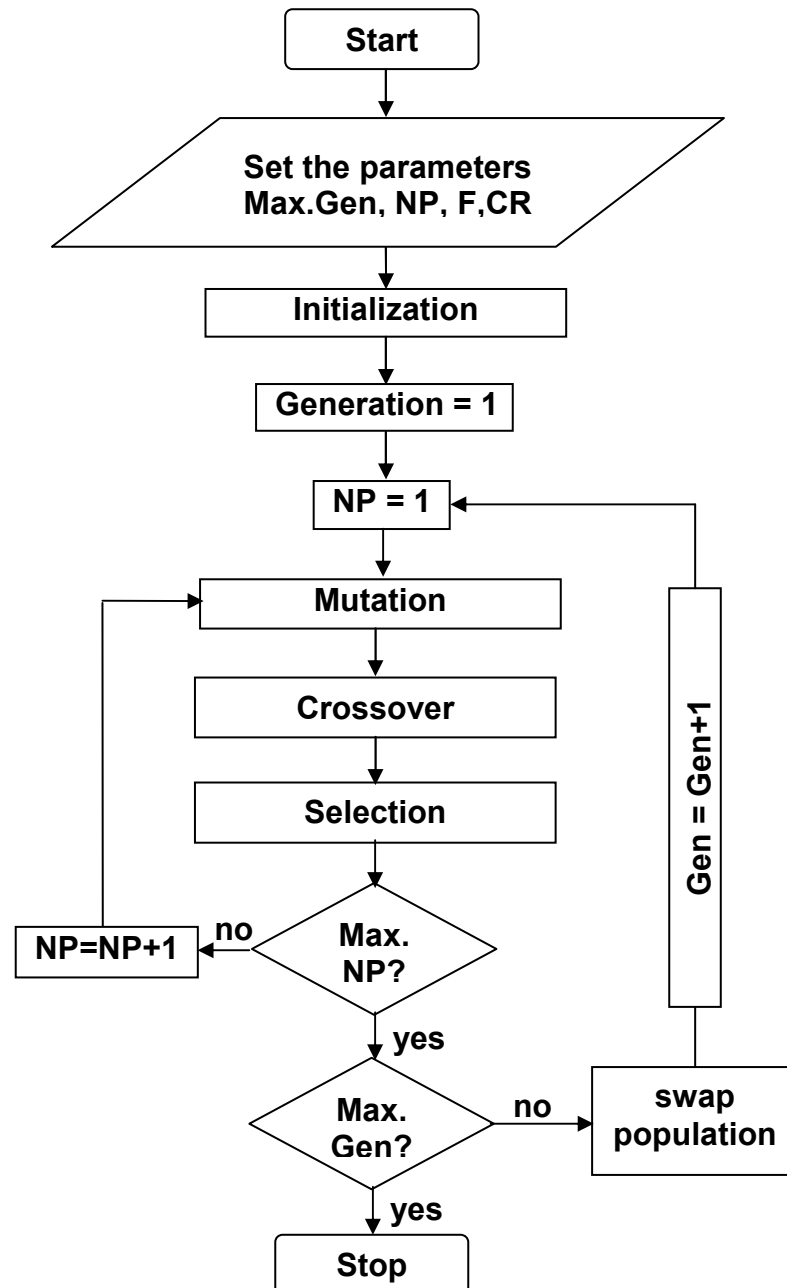 Start
Set the parameters
Max.Gen, NP, F,CR
Initialization
Generation = 1
NP = 1
Mutation
Crossover
Selection
Max.
NP?
no
NP=NP+1
yes
Max.
Gen?
no
swap
population
Gen = Gen+1
yes
Stop